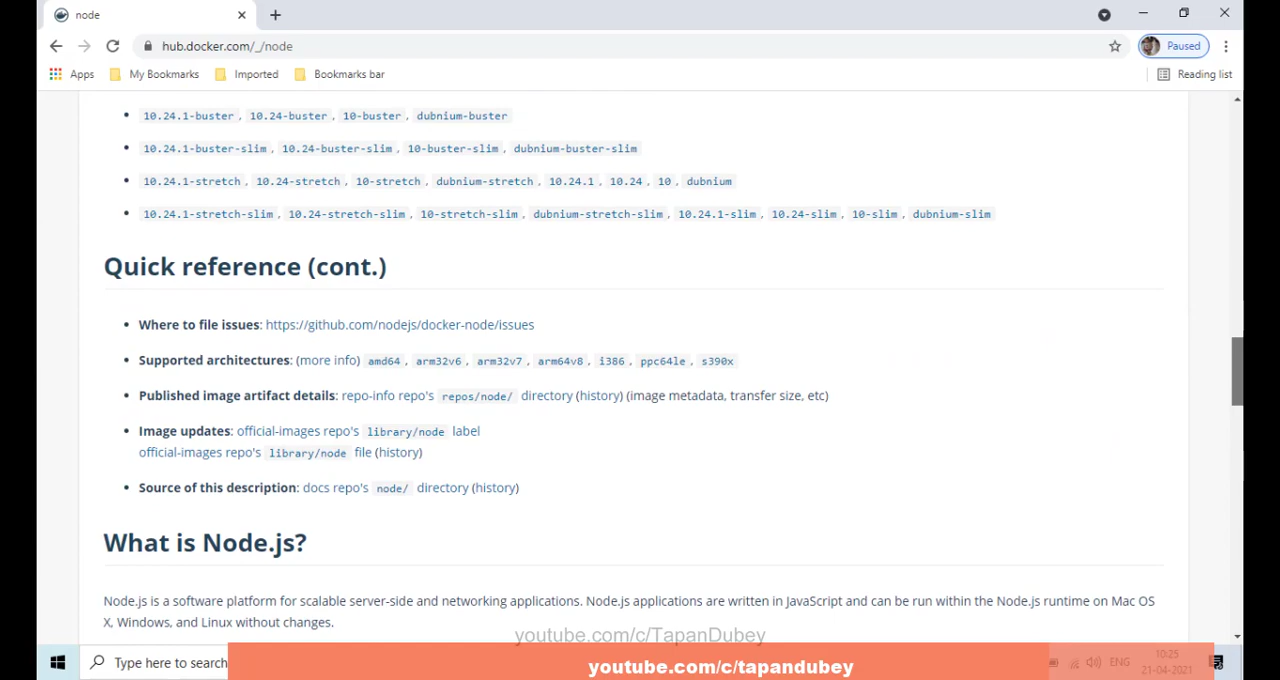 node
hub.docker.com/_/node
Paused
Apps My Bookmarks Imported Bookmarks bar Reading list
10.24.1-buster, 10.24-buster, 10-buster, dubnium-buster
10.24.1-buster-slim, 10.24-buster-slim, 10-buster-slim, dubnium-buster-slim
10.24.1-stretch, 10.24-stretch, 10-stretch, dubnium-stretch, 10.24.1, 10.24, 10, dubnium
10.24.1-stretch-slim, 10.24-stretch-slim, 10-stretch-slim, dubnium-stretch-slim, 10.24.1-slim, 10.24-slim, 10-slim, dubnium-slim
Quick reference (cont.)
Where to file issues: https://github.com/nodejs/docker-node/issues
Supported architectures: (more info) amd64, arm32v6, arm32v7, arm64v8, i386, ppc64le, s390x
Published image artifact details: repo-info repo's repos/node/ directory (history) (image metadata, transfer size, etc)
Image updates: official-images repo's library/node label
official-images repo's library/node file (history)
Source of this description: docs repo's node/ directory (history)
What is Node.js?
Node.js is a software platform for scalable server-side and networking applications. Node.js applications are written in JavaScript and can be run within the Node.js runtime on Mac OS
X, Windows, and Linux without changes.
youtube.com/c/TapanDubey
Type here to search
youtube.com/c/tapandubey
ENG
10:25
21-04-2021